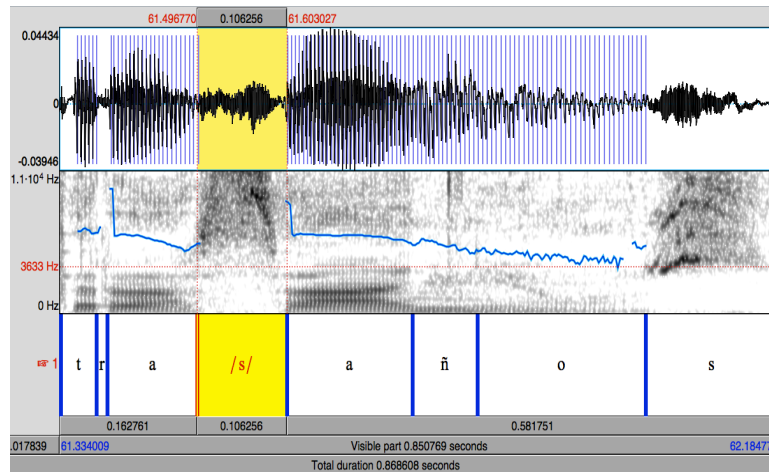 61.496770 0.106256 61.603027
0.04434
0
-0.03946
1.1·10⁴ Hz
3633 Hz
0 Hz
☞ 1 t r a /s/ a ñ o s
0.162761 0.106256 0.581751
.017839 61.334009 Visible part 0.850769 seconds 62.18477
Total duration 0.868608 seconds